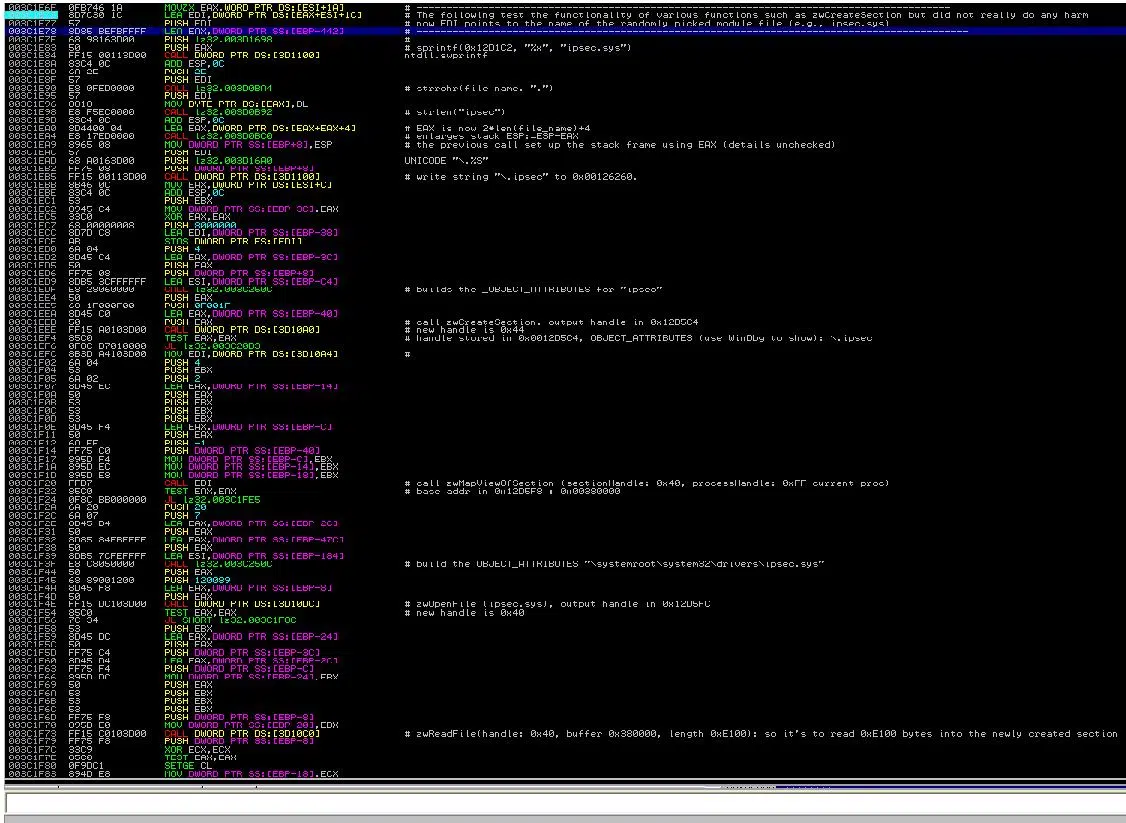 003C1E6F 0FB746 1A MOVZX EAX,WORD PTR DS:[ESI+1A] # ------------------------------
8D7C30 1C LEA EDI,DWORD PTR DS:[EAX+ESI+1C] # The following test the functionality of various functions such as zwCreateSection but did not really do any harm
003C1E77 57 PUSH EDI # now EDI points to the name of the randomly picked module file (e.g., ipsec.sys)
003C1E78 8D85 BEFBFFFF LEA EAX,DWORD PTR SS:[EBP-442] # ------------------------------
003C1E7E 68 98163D00 PUSH lz32.003D1698
003C1E83 50 PUSH EAX # sprintf(0x12D1C2, "%x", "ipsec.sys")
003C1E84 FF15 00113D00 CALL DWORD PTR DS:[3D1100] ntdll.swprintf
003C1E8A 83C4 0C ADD ESP,0C
PUSH 2E
003C1E8F 57 PUSH EDI
003C1E90 E8 0FED0000 CALL # strrchr(file name, ".")
003C1E95 57 PUSH EDI
003C1E96 MOV BYTE PTR DS:[EAX],DL
003C1E98 E8 F5EC0000 CALL lz32.003D0B92 # strlen("ipsec")
003C1E9D 83C4 0C ADD ESP,0C
003C1EA0 8D4400 04 LEA EAX,DWORD PTR DS:[EAX+EAX+4] # EAX is now 2*len(file_name)+4
003C1EA4 E8 17ED0000 CALL lz32.003D0BC0 # enlarges stack ESP:=ESP-EAX
003C1EA9 8965 08 MOV DWORD PTR SS:[EBP+8],ESP # the previous call set up the stack frame using EAX (details unchecked)
003C1EAC 57 PUSH EDI
003C1EAD 68 A0163D00 PUSH lz32.003D16A0 UNICODE "\.%S"
FF75 08 PUSH DWORD PTR SS:[EBP+8]
003C1EB5 FF15 00113D00 CALL DWORD PTR DS:[3D1100] # write string "\.ipsec" to 0x00126260.
003C1EBB 8B46 0C MOV EAX,DWORD PTR DS:[ESI+C]
003C1EBE 83C4 0C ADD ESP,0C
003C1EC1 53 PUSH EBX
003C1EC2 8945 C4 MOV DWORD PTR SS:[EBP-3C],EAX
003C1EC5 33C0 XOR EAX,EAX
003C1EC7 68 00000008 PUSH 8000000
003C1ECC 8D7D C8 LEA EDI,DWORD PTR SS:[EBP-38]
003C1ECF AB STOS DWORD PTR ES:[EDI]
003C1ED0 6A 04 PUSH 4
003C1ED2 8D45 C4 LEA EAX,DWORD PTR SS:[EBP-3C]
003C1ED5 50 PUSH EAX
003C1ED6 FF75 08 PUSH DWORD PTR SS:[EBP+8]
003C1ED9 8DB5 3CFFFFFF LEA ESI,DWORD PTR SS:[EBP-C4]
CALL # builds the _OBJECT_ATTRIBUTES for "ipsec"
003C1EE4 50 PUSH EAX
PUSH
003C1EEA 8D45 C0 LEA EAX,DWORD PTR SS:[EBP-40]
003C1EED 50 PUSH EAX # call zwCreateSection. output handle in 0x12D5C4
003C1EEE FF15 A0103D00 CALL DWORD PTR DS:[3D10A0] # new handle is 0x44
003C1EF4 85C0 TEST EAX,EAX # handle stored in 0x0012D5C4, OBJECT_ATTRIBUTES (use WinDbg to show): \.ipsec
003C1EF6 JL
003C1EFC 8B3D A4103D00 MOV EDI,DWORD PTR DS:[3D10A4] #
003C1F02 6A 04 PUSH 4
003C1F04 53 PUSH EBX
003C1F05 6A 02 PUSH 2
003C1F07 8D45 EC LEA EAX,DWORD PTR SS:[EBP-14]
003C1F0A 50 PUSH EAX
003C1F0B 53 PUSH EBX
003C1F0C 53 PUSH EBX
003C1F0D 53 PUSH EBX
003C1F0E 8D45 F4 LEA EAX,DWORD PTR SS:[EBP-C]
003C1F11 50 PUSH EAX
003C1F12 6A FF PUSH -1
003C1F14 FF75 C0 PUSH DWORD PTR SS:[EBP-40]
003C1F17 895D F4 MOV DWORD PTR SS:[EBP-C],EBX
003C1F1A 895D EC MOV DWORD PTR SS:[EBP-14],EBX
003C1F1D 895D E8 MOV DWORD PTR SS:[EBP-18],EBX
003C1F20 FFD7 CALL EDI # call zwMapViewOfSection (sectionHandle: 0x40, processHandle: 0xFF current proc)
003C1F22 85C0 TEST EAX,EAX # base addr in 0x12D5F8 : 0x00380000
003C1F24 0F8C BB000000 JL lz32.003C1FE5
003C1F2A 6A 20 PUSH 20
003C1F2C 6A 07 PUSH 7
003C1F2E 8D45 D4 LEA EAX,DWORD PTR SS:[EBP-2C]
003C1F31 50 PUSH EAX
003C1F32 8D85 84FBFFFF LEA EAX,DWORD PTR SS:[EBP-47C]
003C1F38 50 PUSH EAX
003C1F39 8DB5 7CFEFFFF LEA ESI,DWORD PTR SS:[EBP-184]
003C1F3F E8 C8050000 CALL lz32.003C250C # build the OBJECT_ATTRIBUTES "\systemroot\system32\drivers\ipsec.sys"
003C1F44 50 PUSH EAX
003C1F45 68 89001200 PUSH 120089
003C1F4A 8D45 F8 LEA EAX,DWORD PTR SS:[EBP-8]
003C1F4D 50 PUSH EAX
003C1F4E FF15 DC103D00 CALL DWORD PTR DS:[3D10DC] # zwOpenFile (ipsec.sys), output handle in 0x12D5FC
003C1F54 85C0 TEST EAX,EAX # new handle is 0x40
003C1F56 JL SHORT
003C1F58 53 PUSH EBX
003C1F59 8D45 DC LEA EAX,DWORD PTR SS:[EBP-24]
003C1F5C 50 PUSH EAX
003C1F5D FF75 C4 PUSH DWORD PTR SS:[EBP-3C]
003C1F60 8D45 D4 LEA EAX,DWORD PTR SS:[EBP-2C]
003C1F63 FF75 F4 PUSH DWORD PTR SS:[EBP-C]
003C1F66 895D DC MOV DWORD PTR SS:[EBP-24],EBX
003C1F69 50 PUSH EAX
003C1F6A 53 PUSH EBX
003C1F6B 53 PUSH EBX
003C1F6C 53 PUSH EBX
003C1F6D FF75 F8 PUSH DWORD PTR SS:[EBP-8]
003C1F70 895D E0 MOV DWORD PTR SS:[EBP-20],EBX
003C1F73 FF15 C0103D00 CALL DWORD PTR DS:[3D10C0] # zwReadFile(handle: 0x40, buffer 0x380000, length 0xE100): so it's to read 0xE100 bytes into the newly created section
003C1F79 FF75 F8 PUSH DWORD PTR SS:[EBP-8]
003C1F7C 33C9 XOR ECX,ECX
003C1F7E 85C0 TEST EAX,EAX
003C1F80 0F9DC1 SETGE CL
003C1F83 894D E8 MOV DWORD PTR SS:[EBP-18],ECX